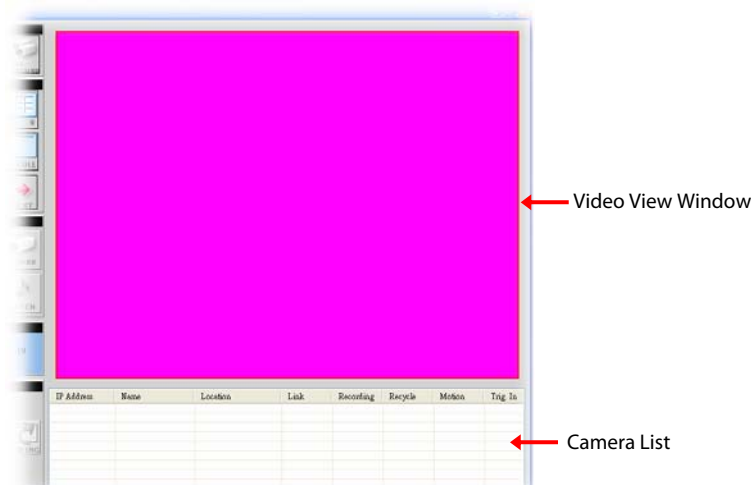 Video View Window
IP Address Name Location Link Recording Recycle Motion Trig. In
Camera List